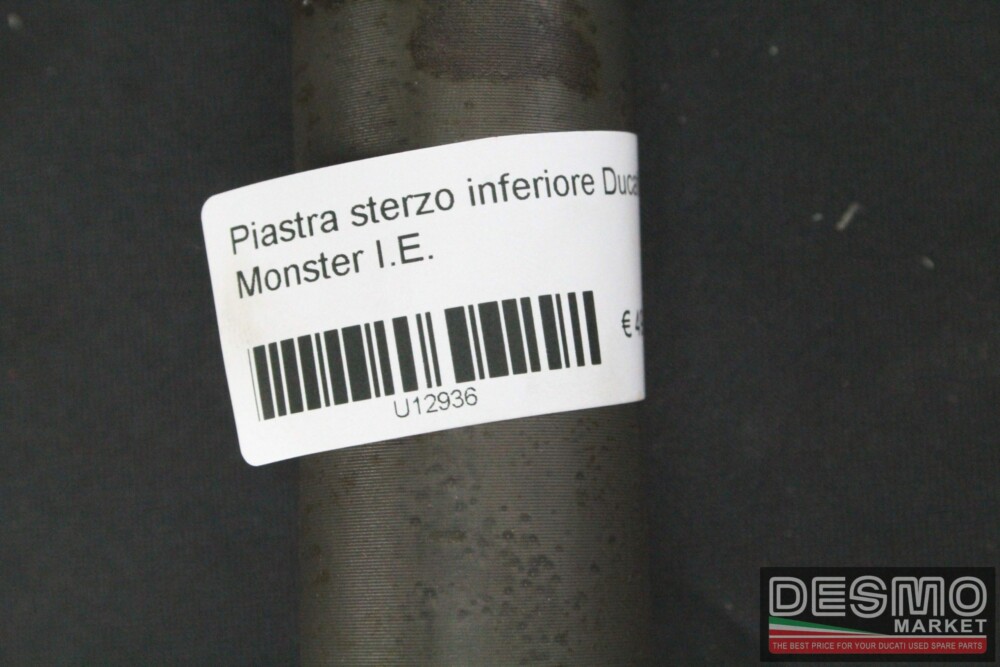 Piastra sterzo inferiore
Monster I.E.
€
U12936
DESMO
MARKET
THE BEST PRICE FOR YOUR DUCATI USED SPARE PARTS